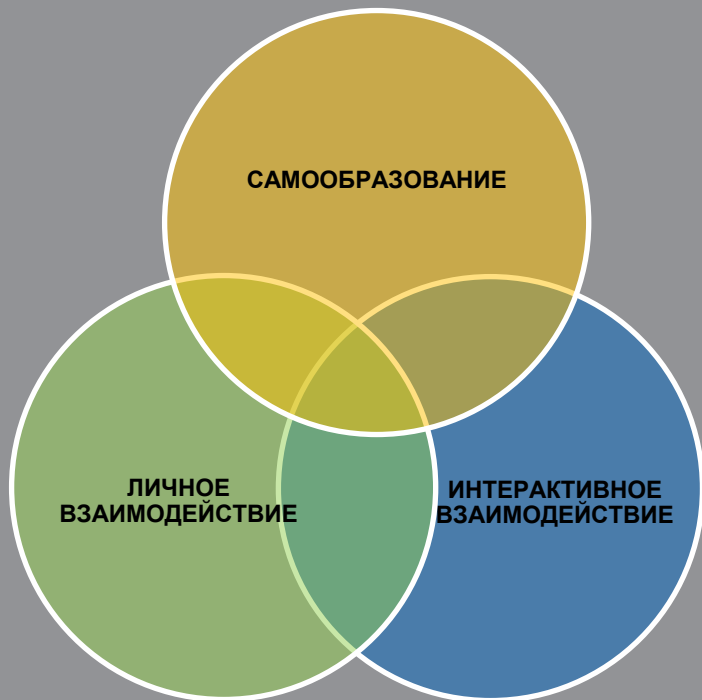 САМООБРАЗОВАНИЕ
ЛИЧНОЕ
ВЗАИМОДЕЙСТВИЕ
ИНТЕРАКТИВНОЕ
ВЗАИМОДЕЙСТВИЕ